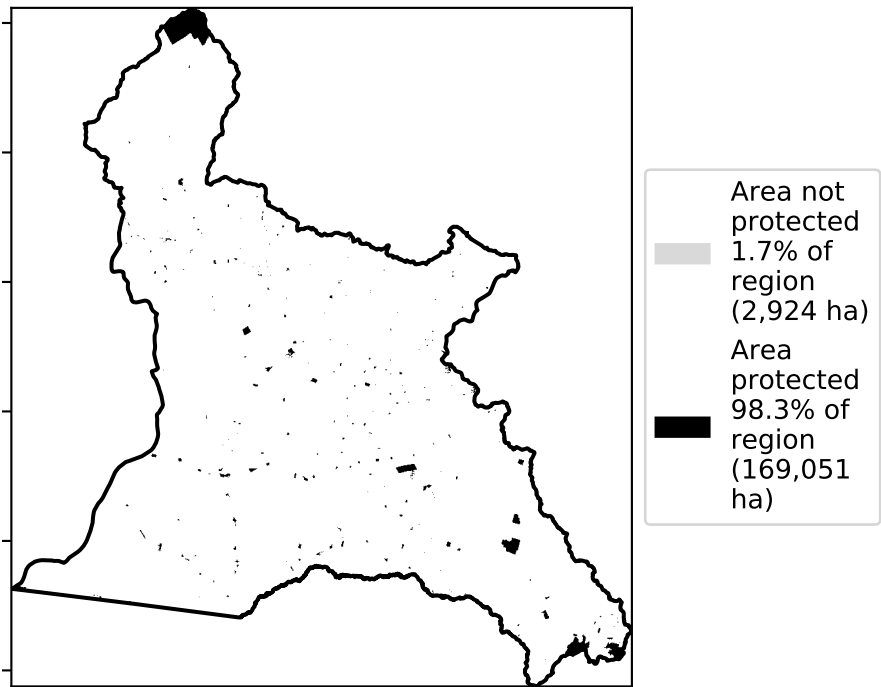 Area not
protected
1.7% of
region
(2,924 ha)
Area
protected
98.3% of
region
(169,051
ha)